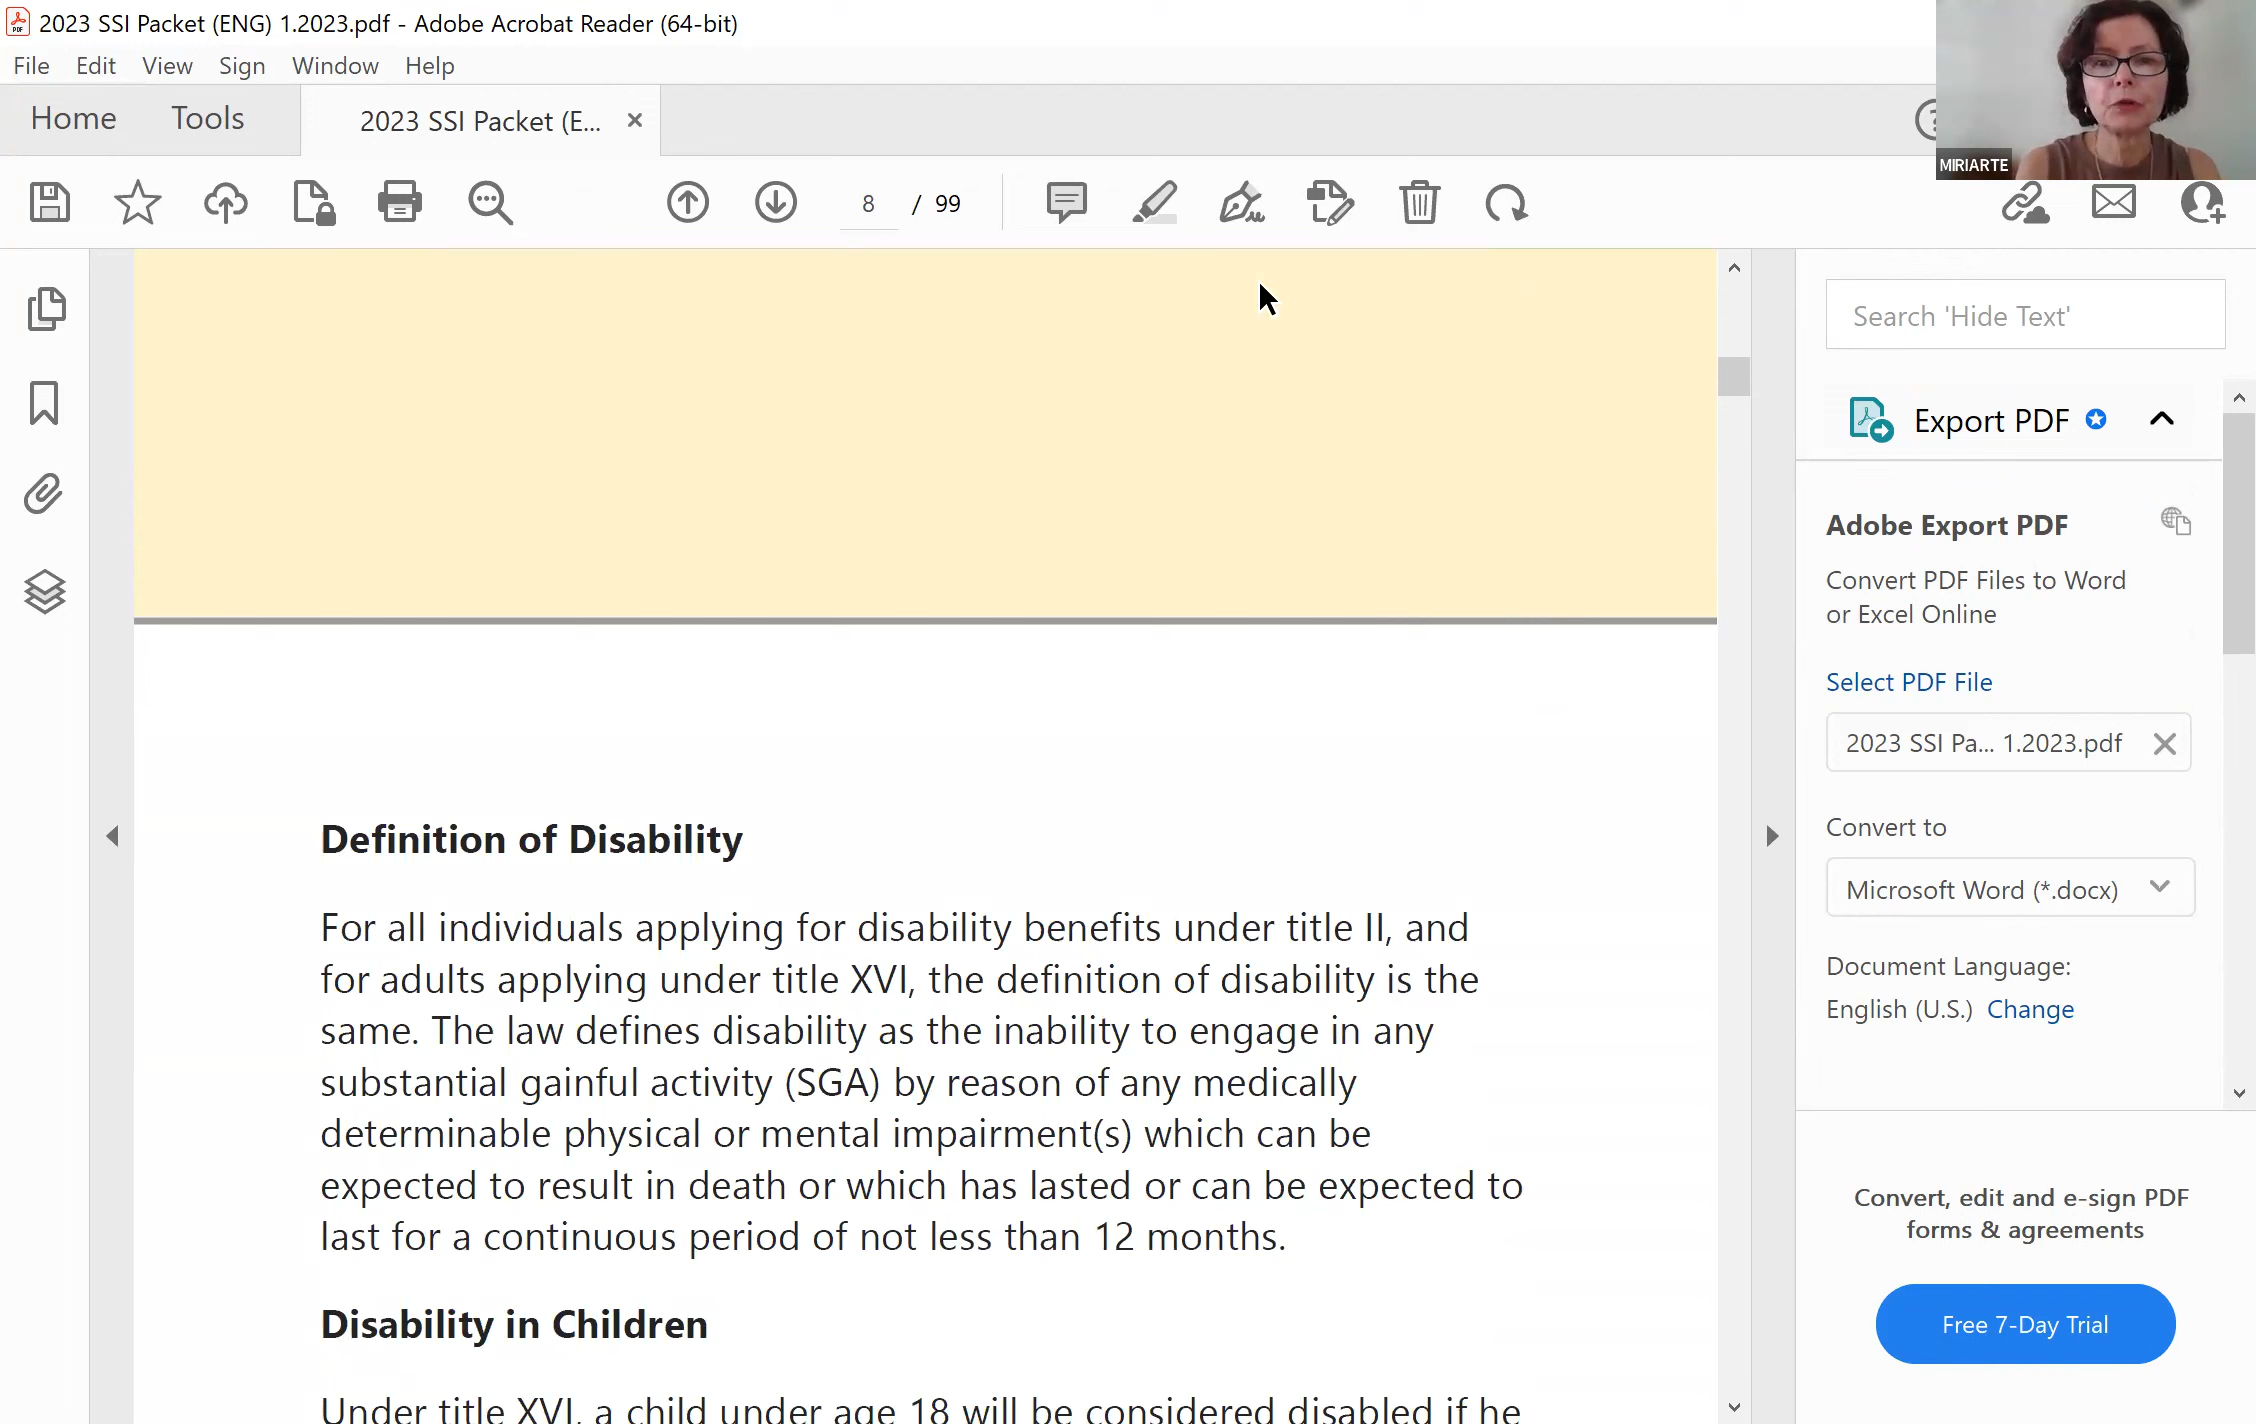 2023 SSI Packet (ENG) 1.2023.pdf - Adobe Acrobat Reader (64-bit)
File Edit View Sign Window Help
Home Tools 2023 SSI Packet (E... ×
MIRIARTE
8 / 99
Search 'Hide Text'
Export PDF
Adobe Export PDF
Convert PDF Files to Word
or Excel Online
Select PDF File
2023 SSI Pa... 1.2023.pdf
Convert to
Microsoft Word (*.docx)
Document Language:
English (U.S.) Change
Convert, edit and e-sign PDF
forms & agreements
Free 7-Day Trial
Definition of Disability
For all individuals applying for disability benefits under title II, and
for adults applying under title XVI, the definition of disability is the
same. The law defines disability as the inability to engage in any
substantial gainful activity (SGA) by reason of any medically
determinable physical or mental impairment(s) which can be
expected to result in death or which has lasted or can be expected to
last for a continuous period of not less than 12 months.
Disability in Children
Under title XVI, a child under age 18 will be considered disabled if he